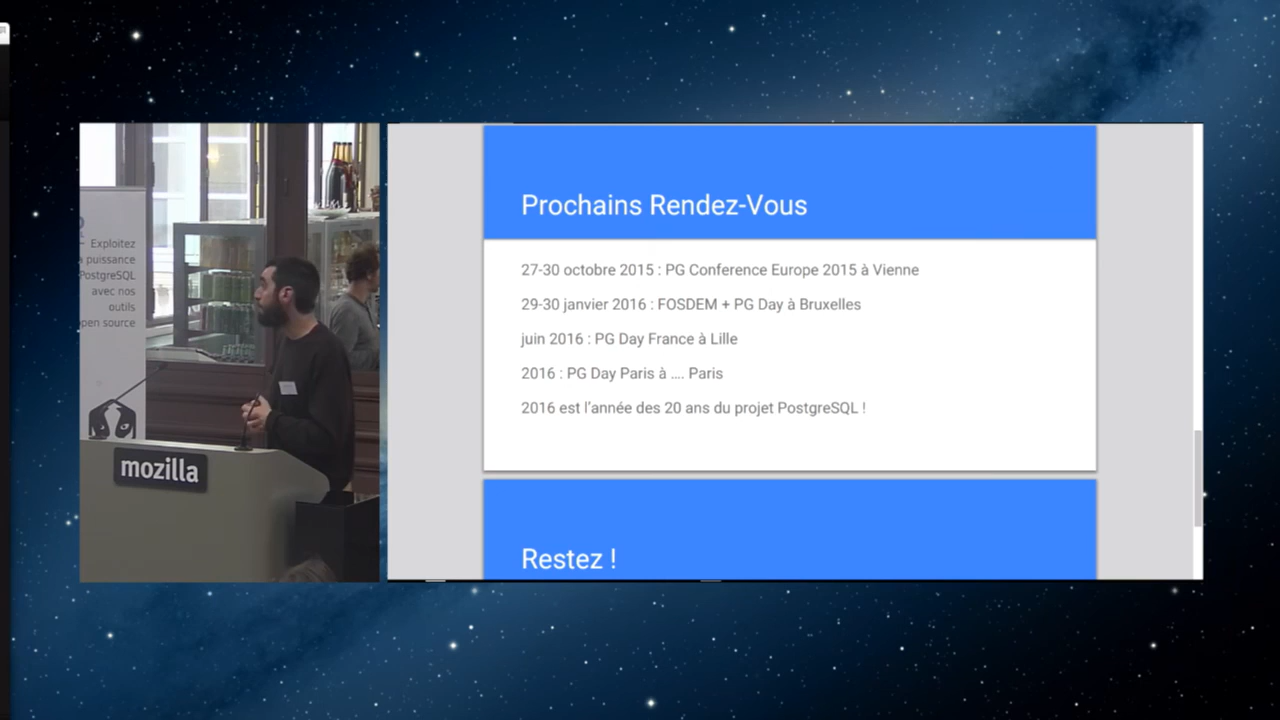 Exploitez
puissance
PostgreSQL
avec nos
outils
pen source
mozilla
Prochains Rendez-Vous
27-30 octobre 2015 : PG Conference Europe 2015 à Vienne
29-30 janvier 2016 : FOSDEM + PG Day à Bruxelles
juin 2016 : PG Day France à Lille
2016 : PG Day Paris à .... Paris
2016 est l'année des 20 ans du projet PostgreSQL !
Restez !